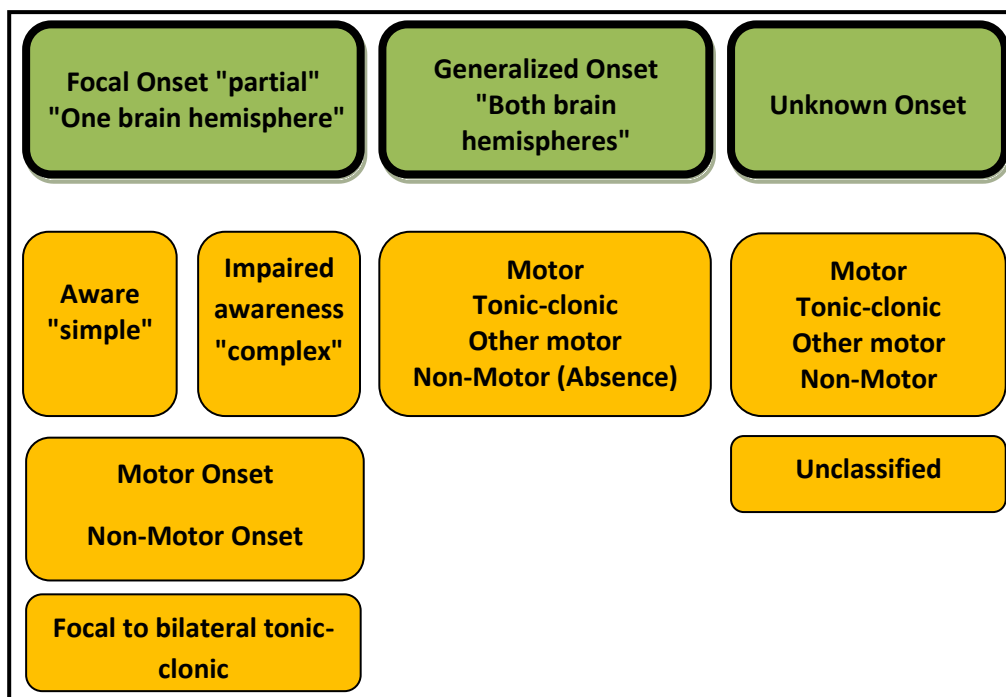 Focal Onset "partial"
"One brain hemisphere"
Generalized Onset
"Both brain
hemispheres"
Unknown Onset
Aware
"simple"
Impaired
awareness
"complex"
Motor
Tonic-clonic
Other motor
Non-Motor (Absence)
Motor
Tonic-clonic
Other motor
Non-Motor
Motor Onset
Non-Motor Onset
Unclassified
Focal to bilateral tonic-
clonic